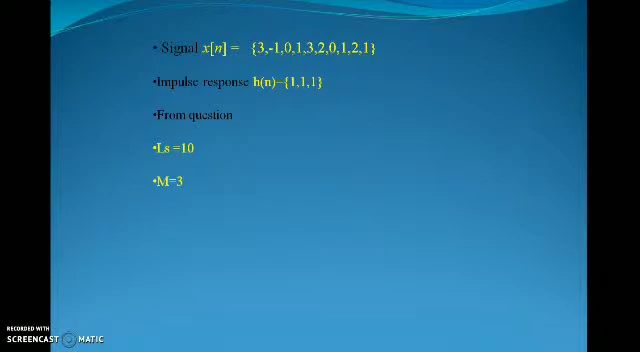 •Signal x[n] = {3,-1,0,1,3,2,0,1,2,1}
•Impulse-response h(n)={1,1,1}
•From question
•Ls =10
•M=3
RECORDED WITH
SCREENCAST MATIC